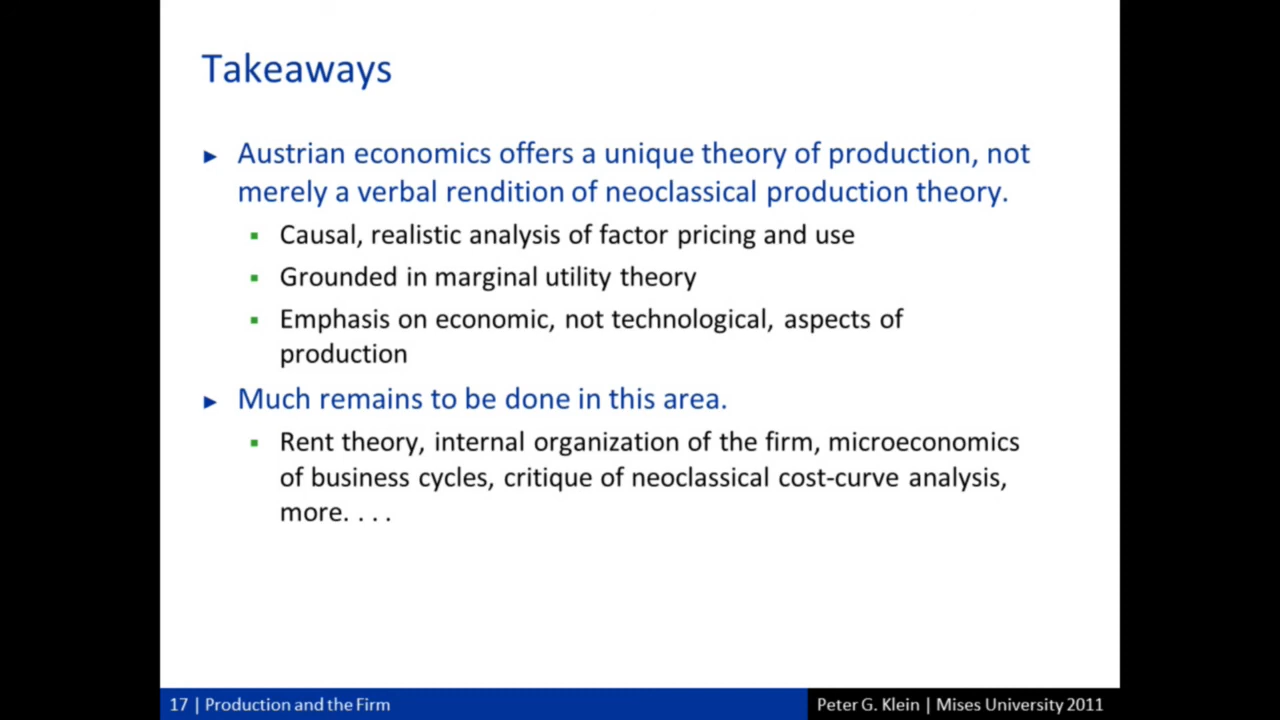 Takeaways
Austrian economics offers a unique theory of production, not
merely a verbal rendition of neoclassical production theory.
Causal, realistic analysis of factor pricing and use
Grounded in marginal utility theory
Emphasis on economic, not technological, aspects of
production
Much remains to be done in this area.
Rent theory, internal organization of the firm, microeconomics
of business cycles, critique of neoclassical cost-curve analysis,
more. . . .
17 | Production and the Firm
Peter G. Klein | Mises University 2011